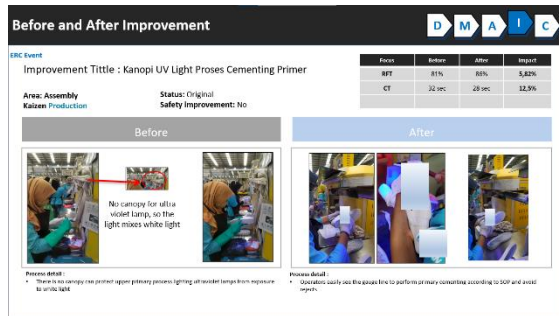 Before and After Improvement
D M A I C
ERC Event
Improvement Tittle : Kanopi UV Light Proses Cementing Primer
Area: Assembly
Kaizen Production
Status: Original
Safety improvement: No
Focus Before After Impact
RFT 81% 86% 5,82%
CT 32 sec 28 sec 12,5%
Before
After
No canopy for ultra
violet lamp, so the
light mixes white light
Process detail :
• There is no canopy can protect upper primary process lighting ultraviolet lamps from exposure
to white light
Process detail :
• Operators easily see the gauge line to perform primary cementing according to SOP and avoid
rejects